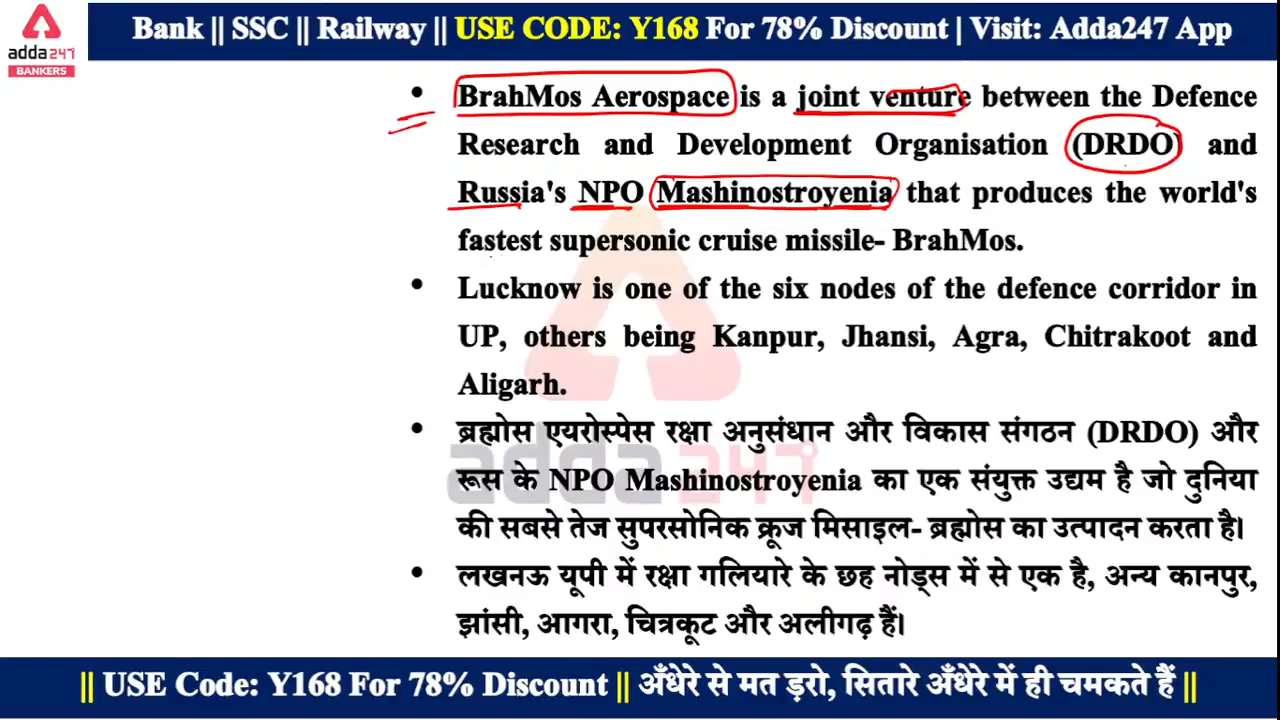 Bank || SSC || Railway || USE CODE: Y168 For 78% Discount | Visit: Adda247 App
adda247
BANKERS
• BrahMos Aerospace is a joint venture between the Defence
Research and Development Organisation (DRDO) and
Russia's NPO Mashinostroyenia that produces the world's
fastest supersonic cruise missile- BrahMos.
• Lucknow is one of the six nodes of the defence corridor in
UP, others being Kanpur, Jhansi, Agra, Chitrakoot and
Aligarh.
• ब्रह्मोस एयरोस्पेस रक्षा अनुसंधान और विकास संगठन (DRDO) और
रूस के NPO Mashinostroyenia का एक संयुक्त उद्यम है जो दुनिया
की सबसे तेज सुपरसोनिक क्रूज मिसाइल- ब्रह्मोस का उत्पादन करता है।
• लखनऊ यूपी में रक्षा गलियारे के छह नोड्स में से एक है, अन्य कानपुर,
झांसी, आगरा, चित्रकूट और अलीगढ़ हैं।
adda247
|| USE Code: Y168 For 78% Discount || अँधेरे से मत ड़रो, सितारे अँधेरे में ही चमकते हैं ||